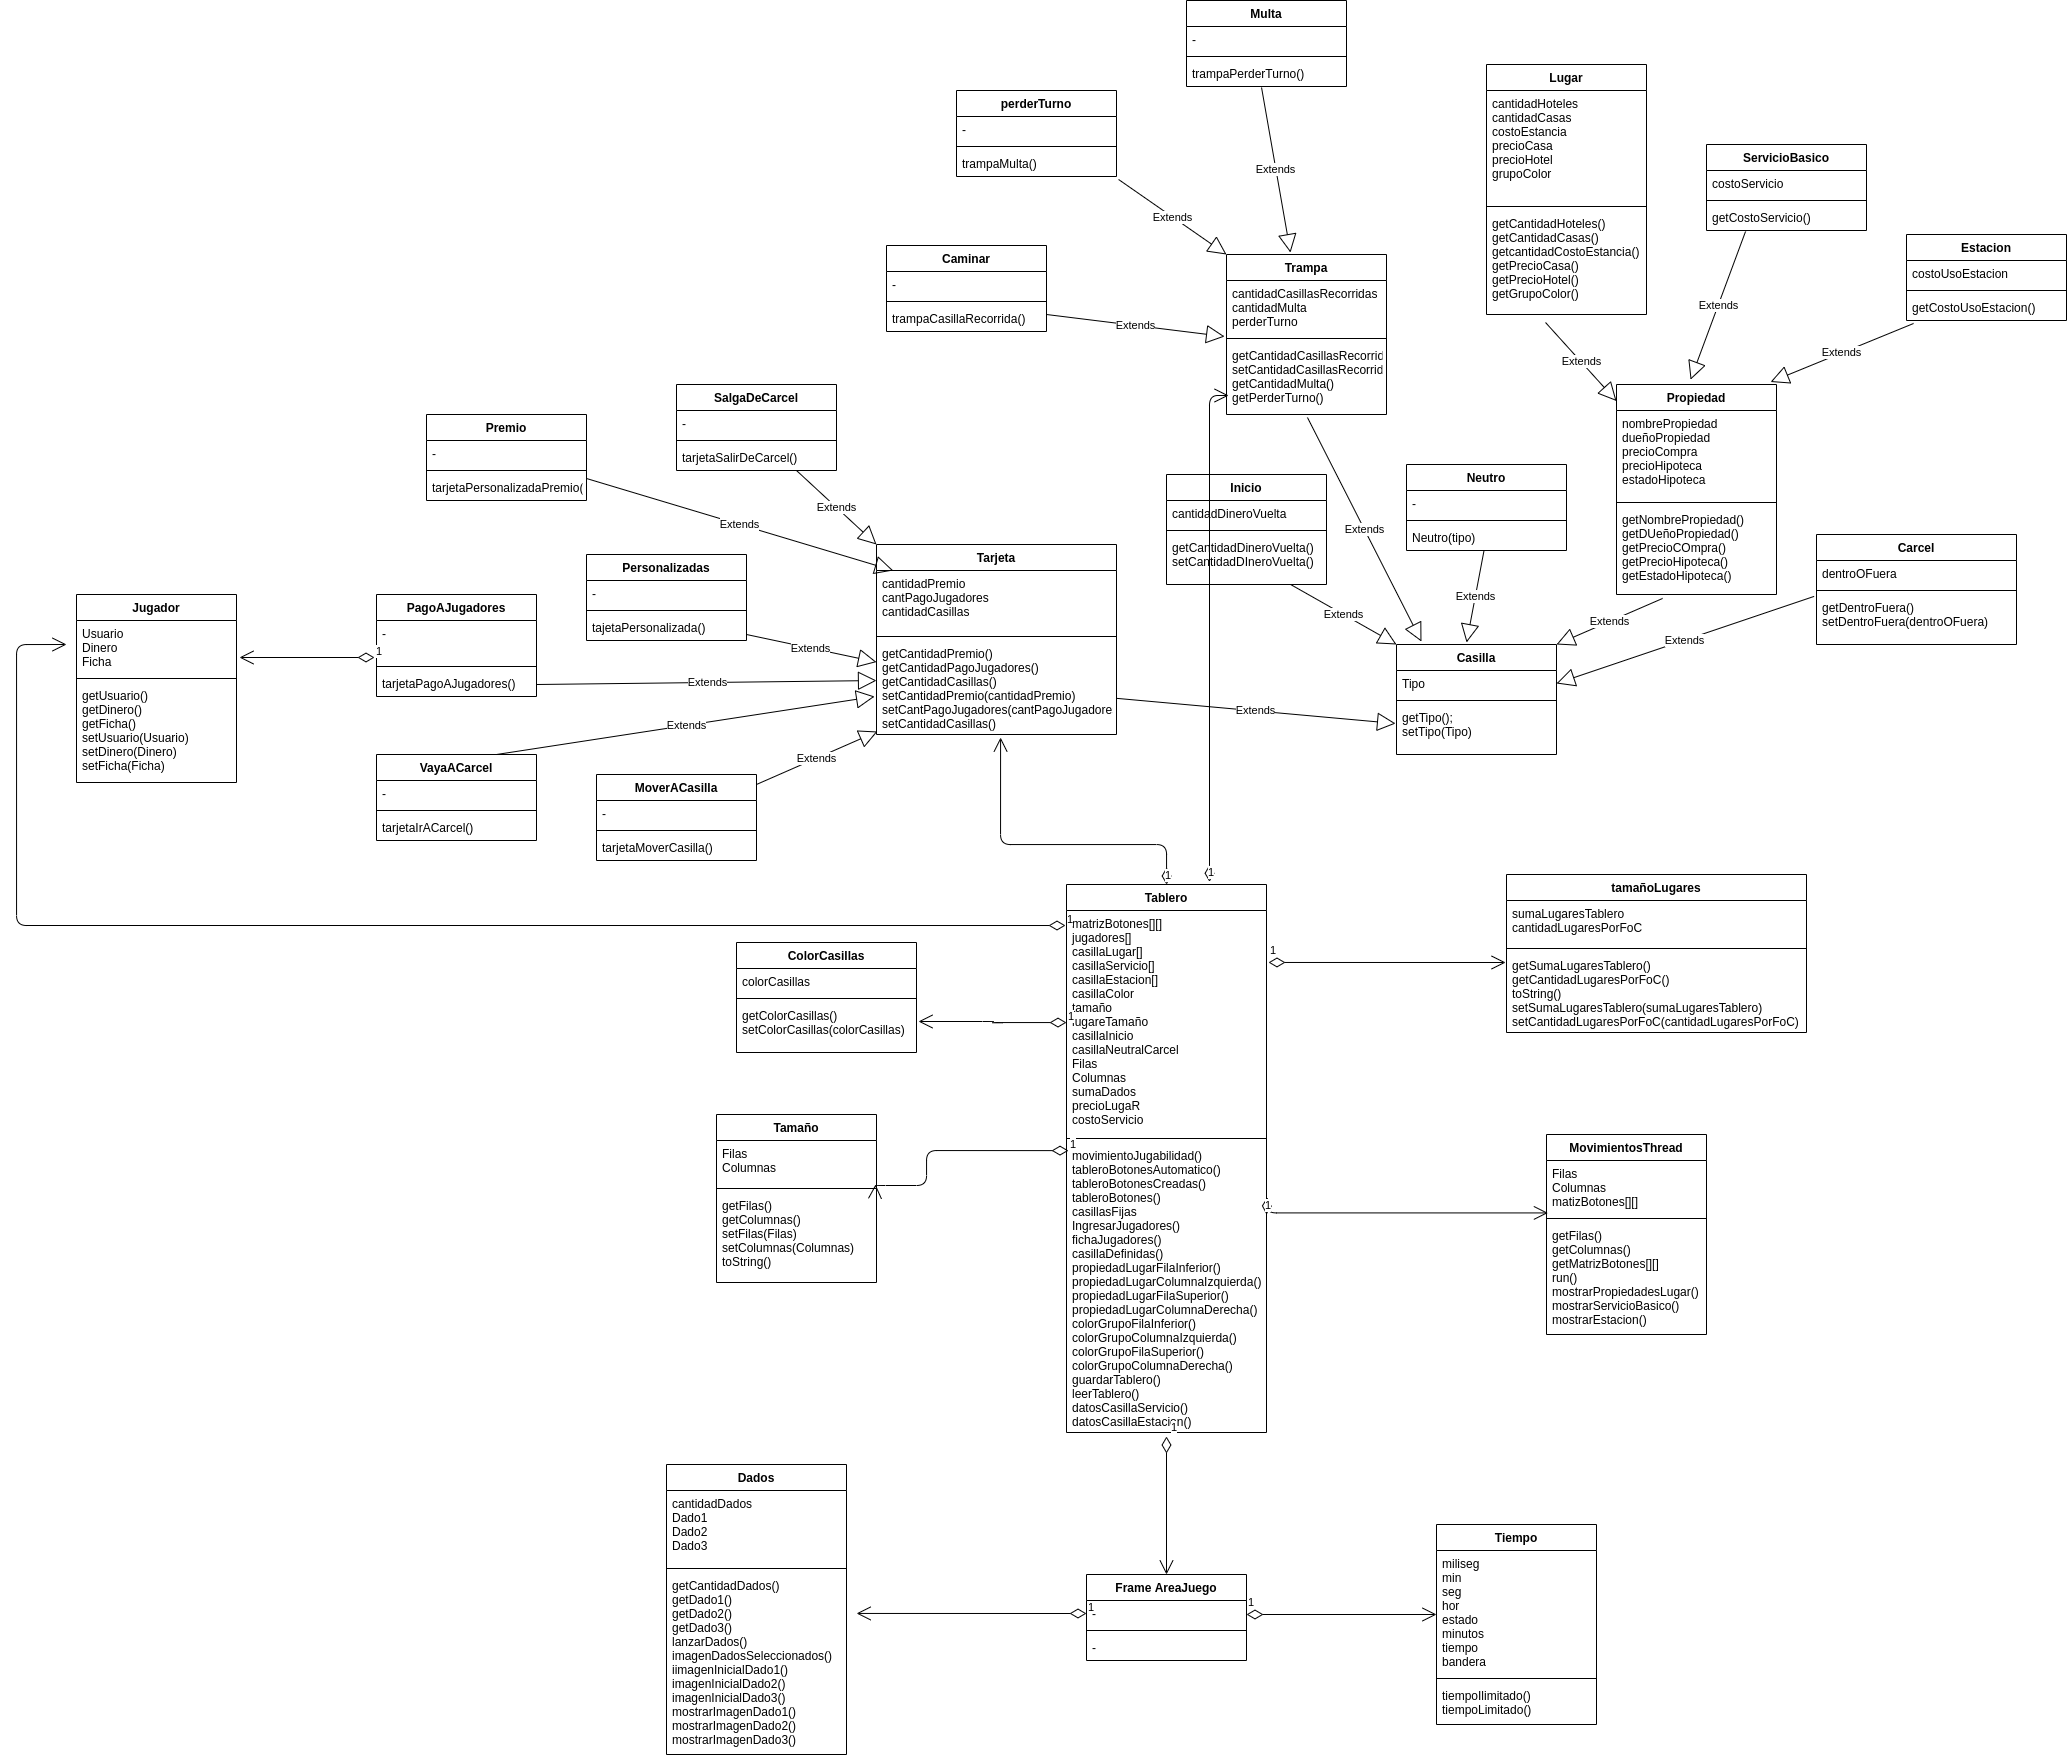 Multa
-
trampaPerderTurno()
perderTurno
-
trampaMulta()
Lugar
cantidadHoteles
cantidadCasas
costoEstancia
precioCasa
precioHotel
grupoColor
getCantidadHoteles()
getCantidadCasas()
getcantidadCostoEstancia()
getPrecioCasa()
getPrecioHotel()
getGrupoColor()
ServicioBasico
costoServicio
getCostoServicio()
Estacion
costoUsoEstacion
getCostoUsoEstacion()
Extends
Extends
Caminar
-
trampaCasillaRecorrida()
Extends
Trampa
cantidadCasillasRecorridas
cantidadMulta
perderTurno
getCantidadCasillasRecorrid
setCantidadCasillasRecorrid
getCantidadMulta()
getPerderTurno()
Extends
Extends
Extends
Propiedad
nombrePropiedad
dueñoPropiedad
precioCompra
precioHipoteca
estadoHipoteca
getNombrePropiedad()
getDUeñoPropiedad()
getPrecioCOmpra()
getPrecioHipoteca()
getEstadoHipoteca()
SalgaDeCarcel
-
tarjetaSalirDeCarcel()
Premio
-
tarjetaPersonalizadaPremio(
Extends
Extends
Inicio
cantidadDineroVuelta
getCantidadDineroVuelta()
setCantidadDIneroVuelta()
Neutro
-
Neutro(tipo)
Extends
Extends
Extends
Extends
Extends
Carcel
dentroOFuera
getDentroFuera()
setDentroFuera(dentroOFuera)
Casilla
Tipo
getTipo();
setTipo(Tipo)
Tarjeta
cantidadPremio
cantPagoJugadores
cantidadCasillas
getCantidadPremio()
getCantidadPagoJugadores()
getCantidadCasillas()
setCantidadPremio(cantidadPremio)
setCantPagoJugadores(cantPagoJugadore
setCantidadCasillas()
Extends
Personalizadas
-
tajetaPersonalizada()
Extends
Jugador
Usuario
Dinero
Ficha
getUsuario()
getDinero()
getFicha()
setUsuario(Usuario)
setDinero(Dinero)
setFicha(Ficha)
PagoAJugadores
-
1
tarjetaPagoAJugadores()
Extends
Extends
VayaACarcel
-
tarjetaIrACarcel()
MoverACasilla
-
tarjetaMoverCasilla()
Extends
1
1
1
Tablero
matrizBotones[][]
jugadores[]
casillaLugar[]
casillaServicio[]
casillaEstacion[]
casillaColor
tamaño
lugareTamaño
casillaInicio
casillaNeutralCarcel
Filas
Columnas
sumaDados
precioLugaR
costoServicio
movimientoJugabilidad()
tableroBotonesAutomatico()
tableroBotonesCreadas()
tableroBotones()
casillasFijas
IngresarJugadores()
fichaJugadores()
casillaDefinidas()
propiedadLugarFilaInferior()
propiedadLugarColumnaIzquierda()
propiedadLugarFilaSuperior()
propiedadLugarColumnaDerecha()
colorGrupoFilaInferior()
colorGrupoColumnaIzquierda()
colorGrupoFilaSuperior()
colorGrupoColumnaDerecha()
guardarTablero()
leerTablero()
datosCasillaServicio()
datosCasillaEstacion()
1
1
1
1
1
tamañoLugares
sumaLugaresTablero
cantidadLugaresPorFoC
getSumaLugaresTablero()
getCantidadLugaresPorFoC()
toString()
setSumaLugaresTablero(sumaLugaresTablero)
setCantidadLugaresPorFoC(cantidadLugaresPorFoC)
ColorCasillas
colorCasillas
getColorCasillas()
setColorCasillas(colorCasillas)
Tamaño
Filas
Columnas
getFilas()
getColumnas()
setFilas(Filas)
setColumnas(Columnas)
toString()
MovimientosThread
Filas
Columnas
matizBotones[][]
getFilas()
getColumnas()
getMatrizBotones[][]
run()
mostrarPropiedadesLugar()
mostrarServicioBasico()
mostrarEstacion()
Dados
cantidadDados
Dado1
Dado2
Dado3
getCantidadDados()
getDado1()
getDado2()
getDado3()
lanzarDados()
imagenDadosSeleccionados()
iimagenInicialDado1()
imagenInicialDado2()
imagenInicialDado3()
mostrarImagenDado1()
mostrarImagenDado2()
mostrarImagenDado3()
Frame AreaJuego
1
-
-
1
Tiempo
miliseg
min
seg
hor
estado
minutos
tiempo
bandera
tiempoIlimitado()
tiempoLimitado()